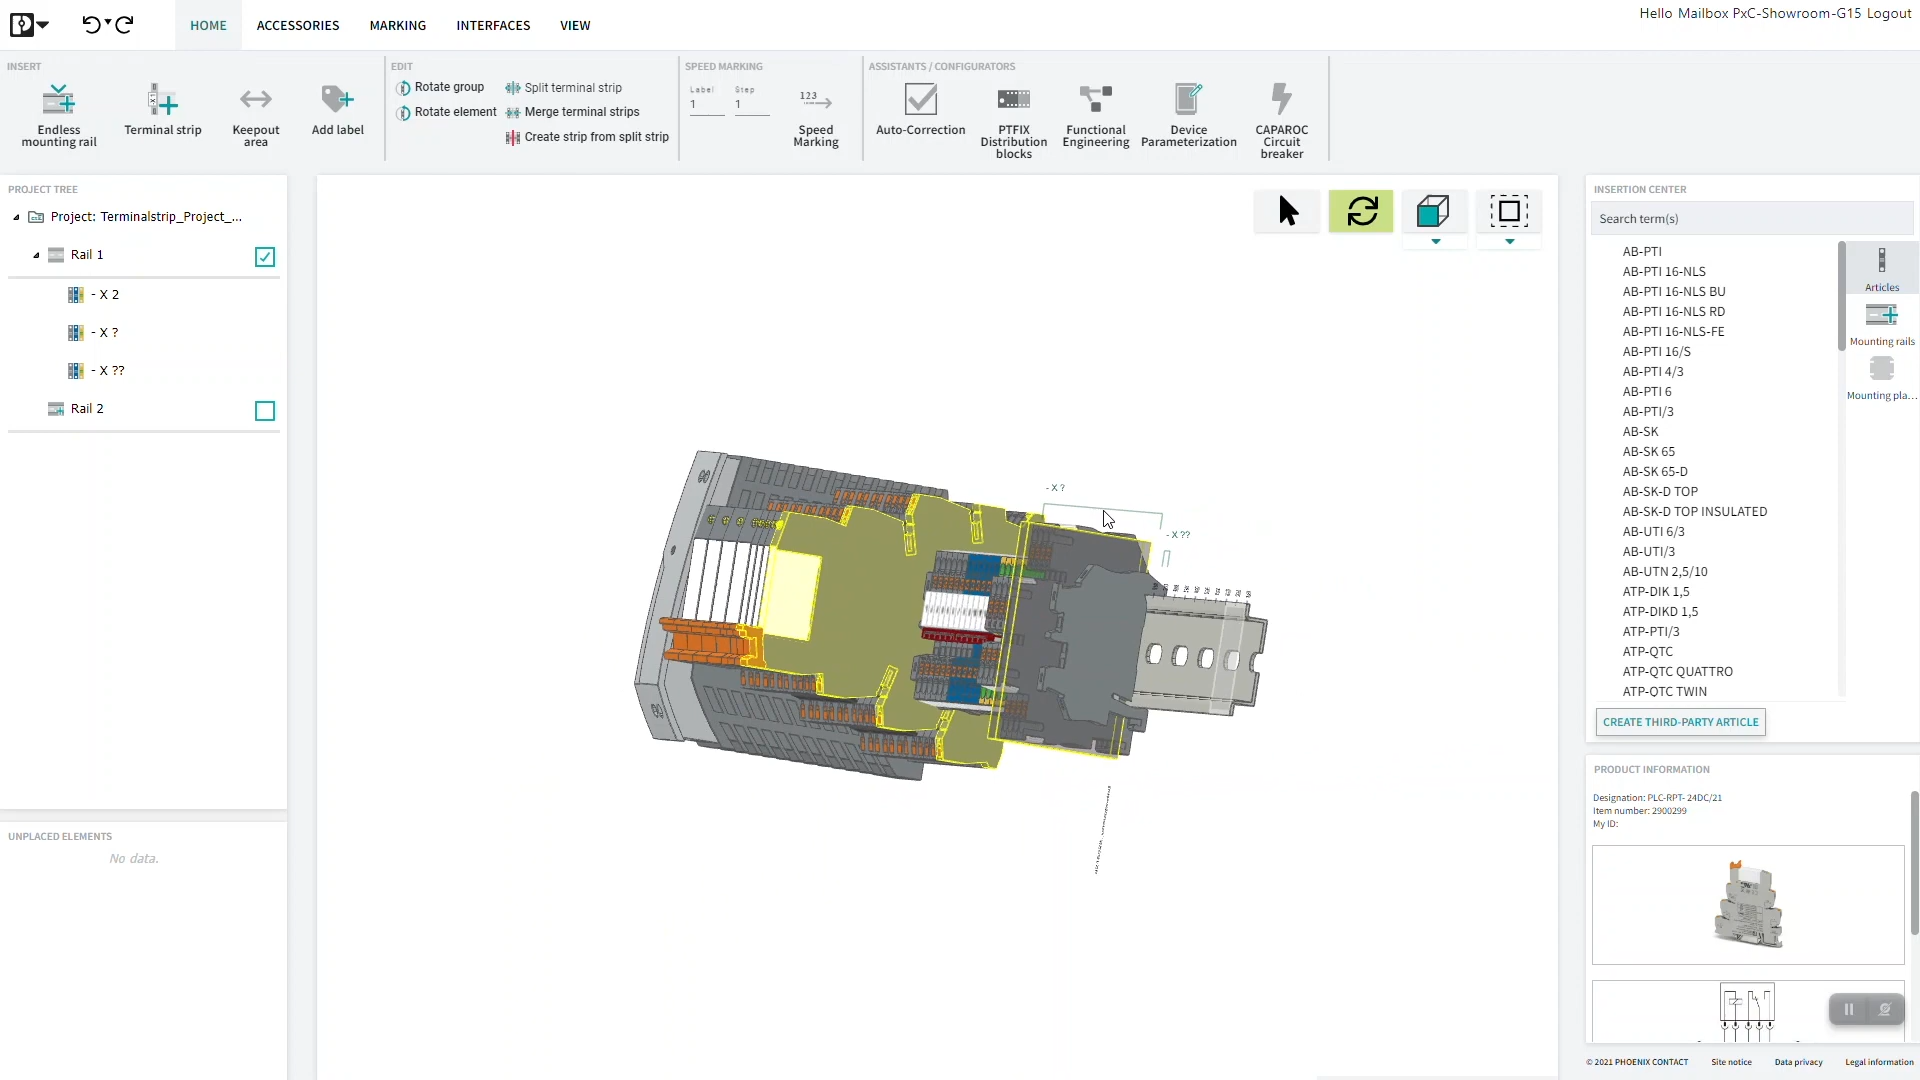 HOME
ACCESSORIES
MARKING
INTERFACES
VIEW
Hello Mailbox PxC-Showroom-G15 Logout
INSERT
Endless mounting rail
Terminal strip
Keepout area
Add label
EDIT
Rotate group
Rotate element
Split terminal strip
Merge terminal strips
Create strip from split strip
SPEED MARKING
Label
1
Step
1
123
Speed Marking
ASSISTANTS / CONFIGURATORS
Auto-Correction
PTFIX Distribution blocks
Functional Engineering
Device Parameterization
CAPAROC Circuit breaker
PROJECT TREE
Project: Terminalstrip_Project_...
Rail 1
- X 2
- X ?
- X ??
Rail 2
UNPLACED ELEMENTS
No data.
- X ?
- X ??
INSERTION CENTER
Search term(s)
AB-PTI
AB-PTI 16-NLS
AB-PTI 16-NLS BU
AB-PTI 16-NLS RD
AB-PTI 16-NLS-FE
AB-PTI 16/S
AB-PTI 4/3
AB-PTI 6
AB-PTI/3
AB-SK
AB-SK 65
AB-SK 65-D
AB-SK-D TOP
AB-SK-D TOP INSULATED
AB-UTI 6/3
AB-UTI/3
AB-UTN 2,5/10
ATP-DIK 1,5
ATP-DIKD 1,5
ATP-PTI/3
ATP-QTC
ATP-QTC QUATTRO
ATP-QTC TWIN
Articles
Mounting rails
Mounting pla...
CREATE THIRD-PARTY ARTICLE
PRODUCT INFORMATION
Designation: PLC-RPT- 24DC/21
Item number: 2900299
My ID:
© 2021 PHOENIX CONTACT
Site notice
Data privacy
Legal information